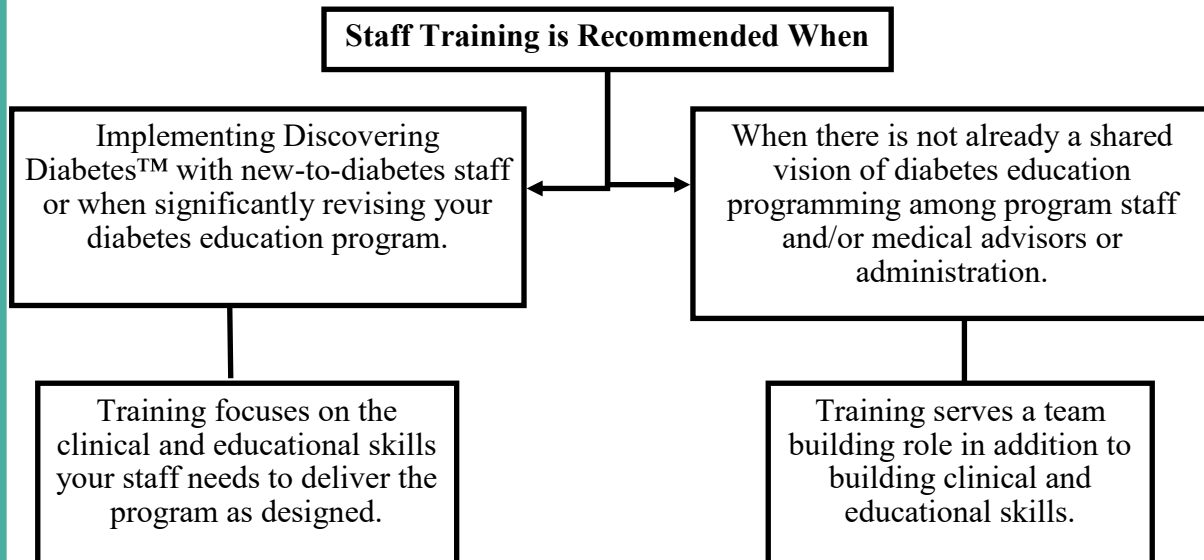 Staff Training is Recommended When
Implementing Discovering
Diabetes™ with new-to-diabetes staff
or when significantly revising your
diabetes education program.
When there is not already a shared
vision of diabetes education
programming among program staff
and/or medical advisors or
administration.
Training focuses on the
clinical and educational skills
your staff needs to deliver the
program as designed.
Training serves a team
building role in addition to
building clinical and
educational skills.